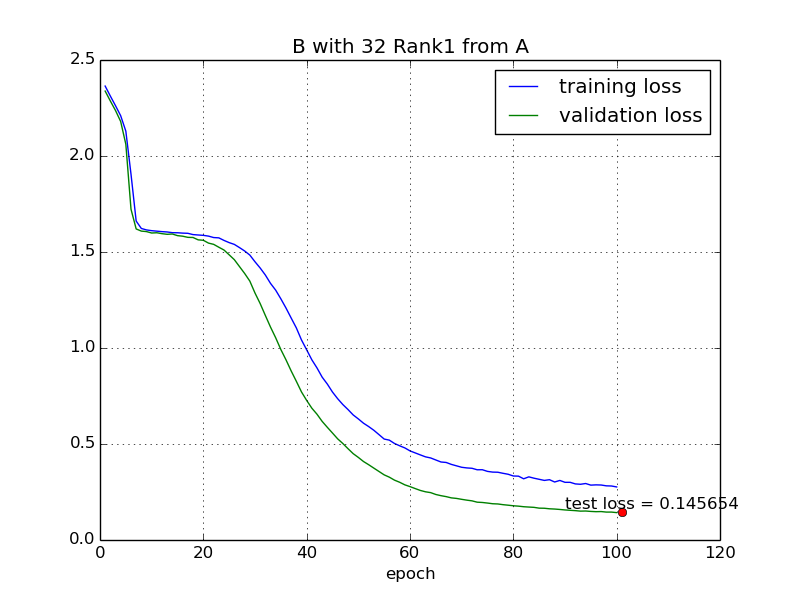 B with 32 Rank1 from A
2.5
training loss
validation loss
2.0
1.5
1.0
0.5
test loss = 0.145654
0.0
0 20 40 60 80 100 120
epoch